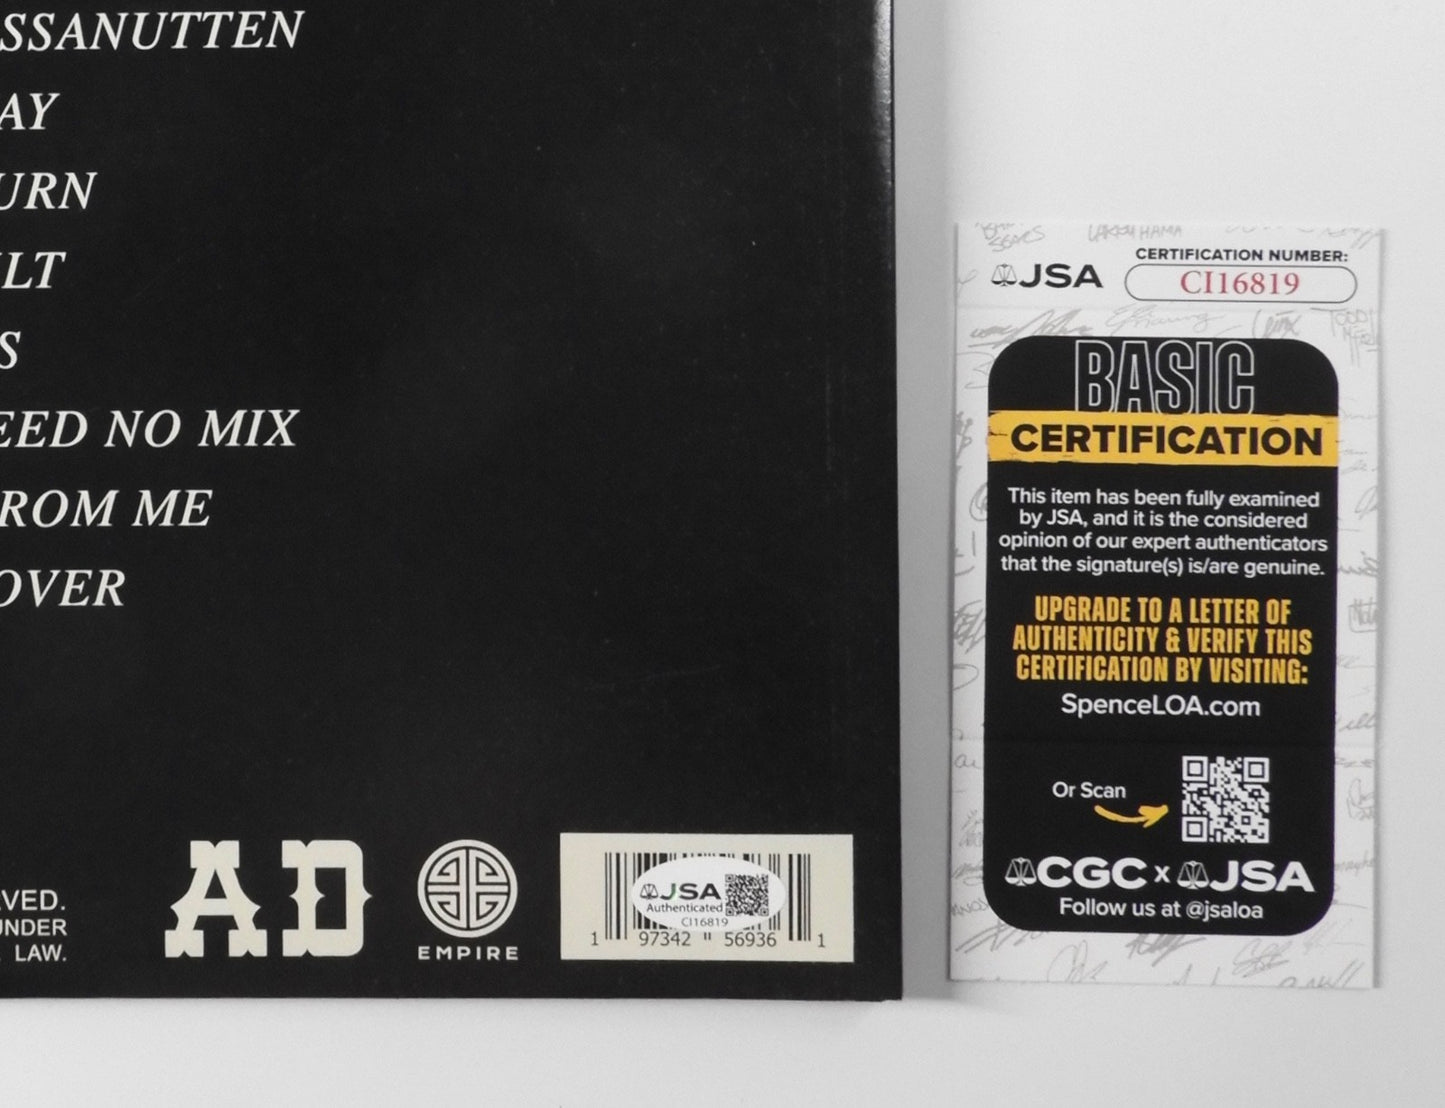 SSANUTTEN
AY
URN
LT
S
EED NO MIX
ROM ME
OVER
VED.
UNDER
LAW.
AD
EMPIRE
JSA
Authenticated
CI16819
1 97342 56936 1
LARRY HAMA
JSA
CERTIFICATION NUMBER:
CI16819
BASIC
CERTIFICATION
This item has been fully examined
by JSA, and it is the considered
opinion of our expert authenticators
that the signature(s) is/are genuine.
UPGRADE TO A LETTER OF
AUTHENTICITY & VERIFY THIS
CERTIFICATION BY VISITING:
SpenceLOA.com
Or Scan
CGC x JSA
Follow us at @jsaloa